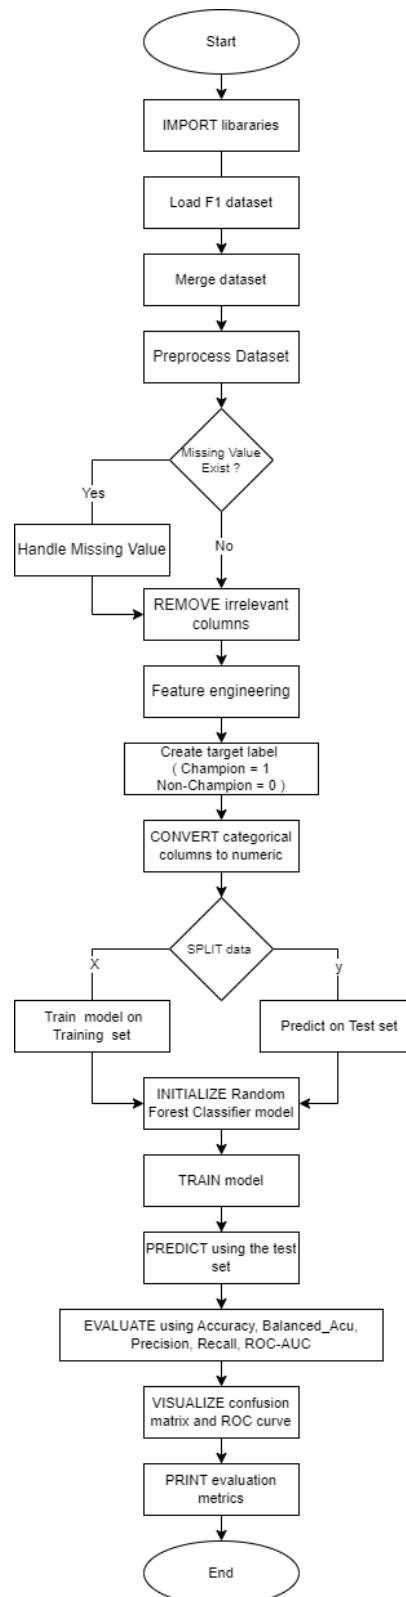 Start
IMPORT libararies
Load F1 dataset
Merge dataset
Preprocess Dataset
Missing Value
Exist ?
Yes
No
Handle Missing Value
REMOVE irrelevant
columns
Feature engineering
Create target label
( Champion = 1
Non-Champion = 0 )
CONVERT categorical
columns to numeric
SPLIT data
X
y
Train model on
Training set
Predict on Test set
INITIALIZE Random
Forest Classifier model
TRAIN model
PREDICT using the test
set
EVALUATE using Accuracy, Balanced_Acu,
Precision, Recall, ROC-AUC
VISUALIZE confusion
matrix and ROC curve
PRINT evaluation
metrics
End